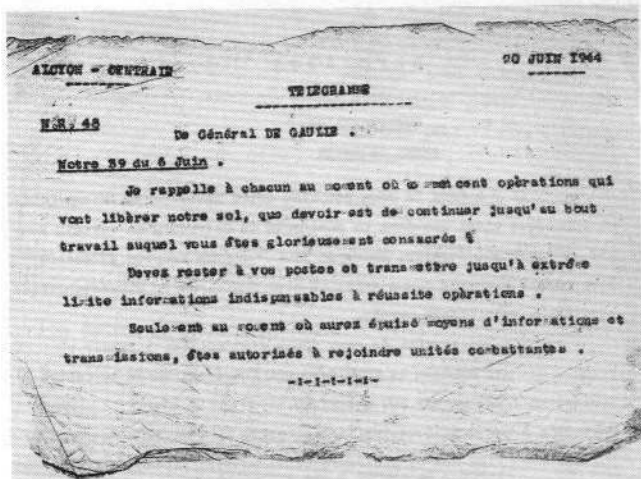 ALCYON - CENTRAIN
20 JUIN 1944
TELEGRAMME
N.R. 48
De Général DE GAULLE .
Notre 39 du 6 Juin .
Je rappelle à chacun au moment où commencent opèrations qui
vont libèrer notre sol, que devoir est de continuer jusqu'au bout
travail auquel vous êtes glorieusement consacrés
Devez rester à vos postes et transmettre jusqu'à extrême
limite informations indispensables à réussite opèrations .
Seulement au moment où aurez épuisé moyens d'informations et
transmissions, êtes autorisés à rejoindre unités combattantes .
-:-:-:-:-:-